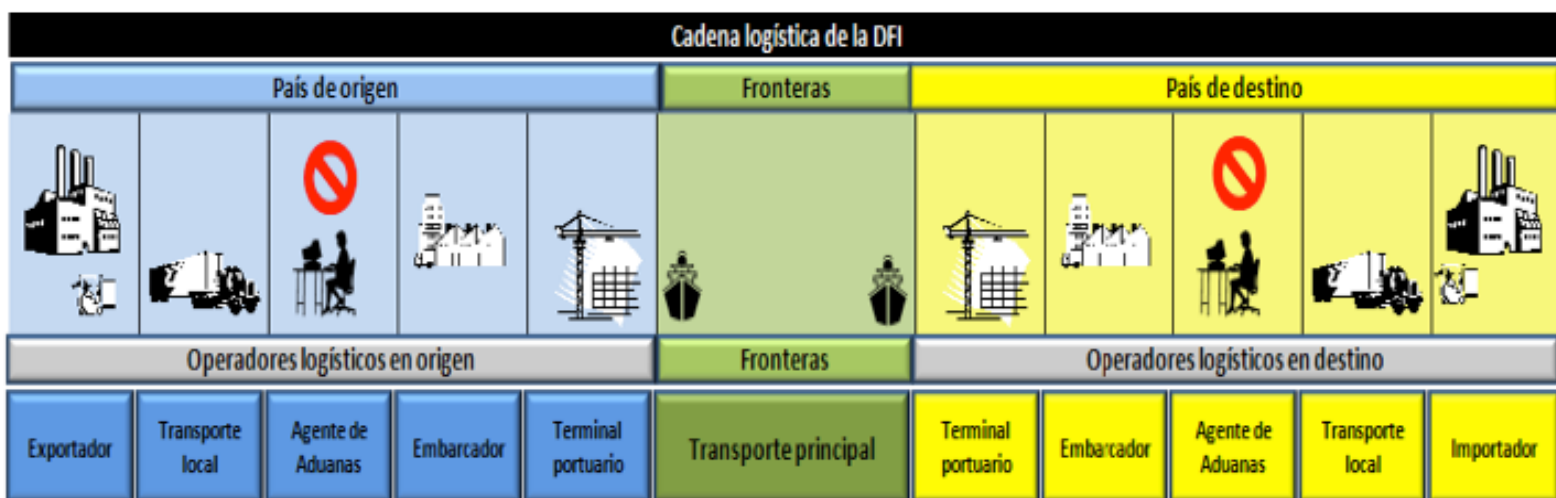 Cadena logística de la DFI
País de origen
Fronteras
País de destino
Operadores logísticos en origen
Fronteras
Operadores logísticos en destino
Exportador
Transporte
local
Agente de
Aduanas
Embarcador
Terminal
portuario
Transporte principal
Terminal
portuario
Embarcador
Agente de
Aduanas
Transporte
local
Importador